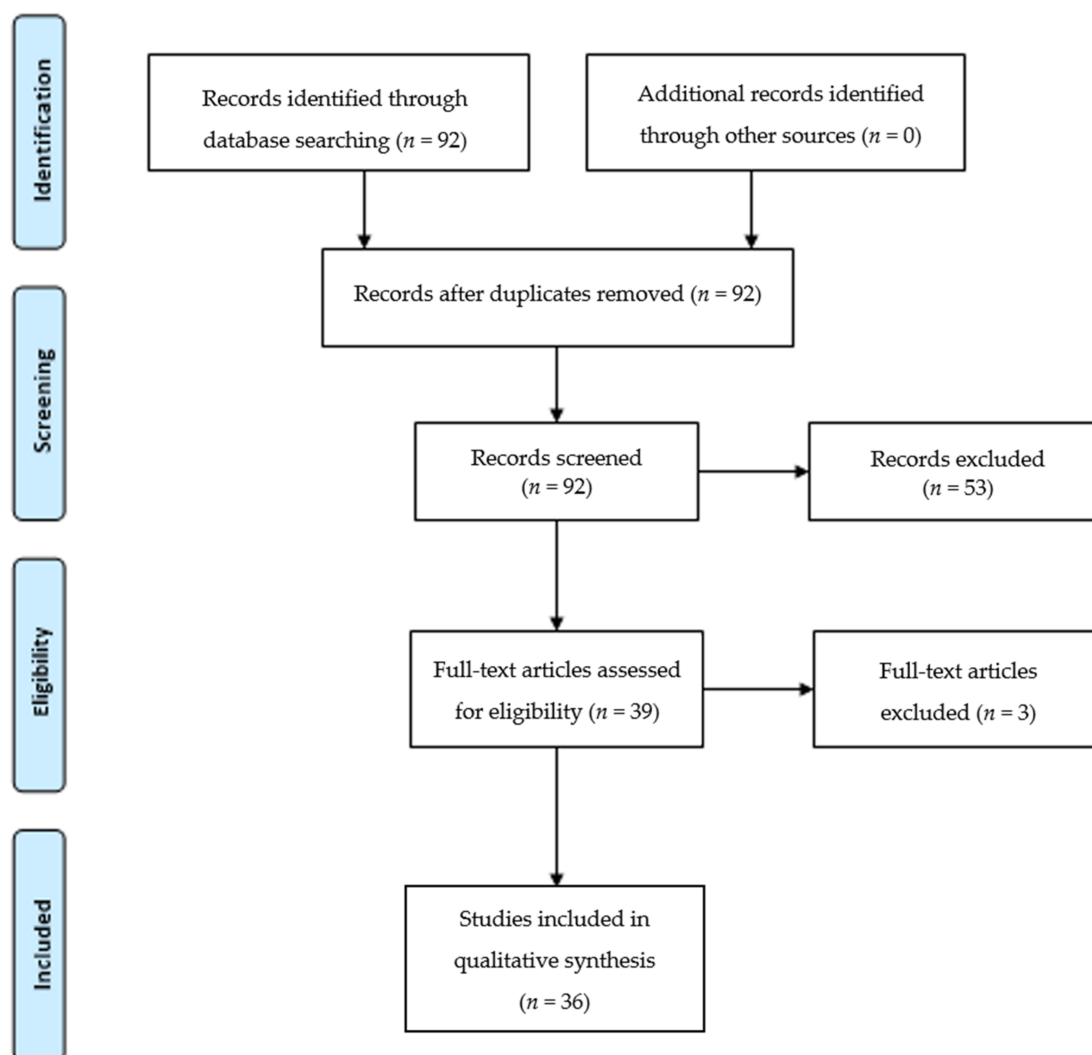 Identification
Records identified through
database searching (n = 92)
Additional records identified
through other sources (n = 0)
Records after duplicates removed (n = 92)
Screening
Records screened
(n = 92)
Records excluded
(n = 53)
Eligibility
Full-text articles assessed
for eligibility (n = 39)
Full-text articles
excluded (n = 3)
Included
Studies included in
qualitative synthesis
(n = 36)